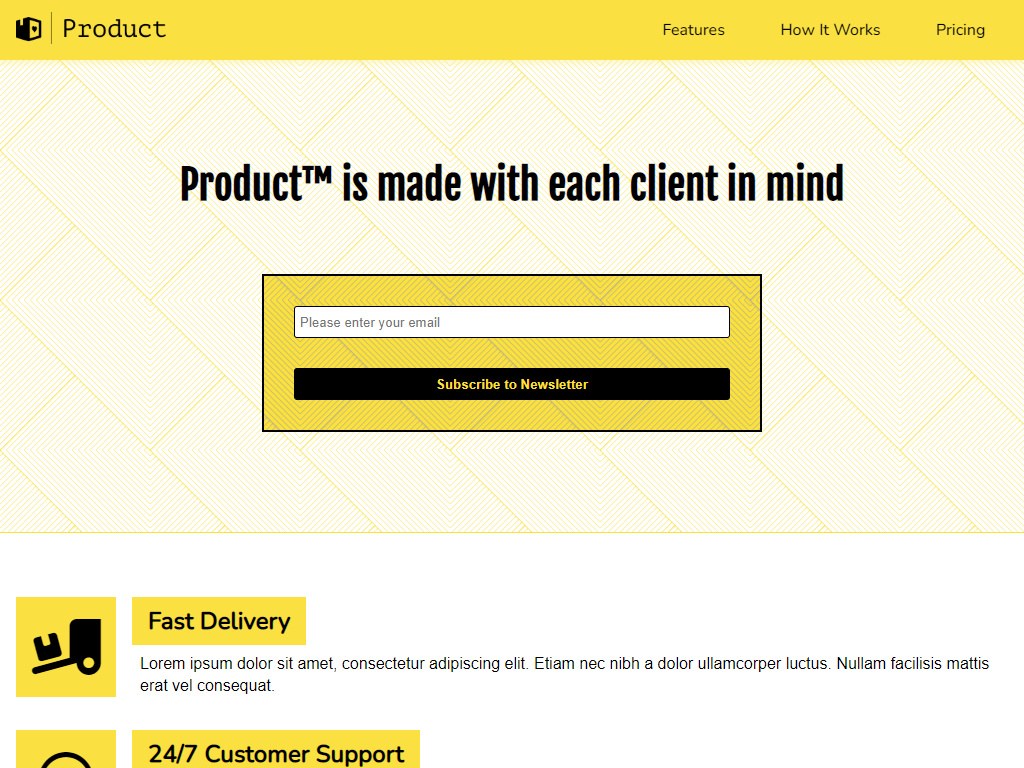 Product
Features
How It Works
Pricing
Product™ is made with each client in mind
Please enter your email
Subscribe to Newsletter
Fast Delivery
Lorem ipsum dolor sit amet, consectetur adipiscing elit. Etiam nec nibh a dolor ullamcorper luctus. Nullam facilisis mattis
erat vel consequat.
24/7 Customer Support